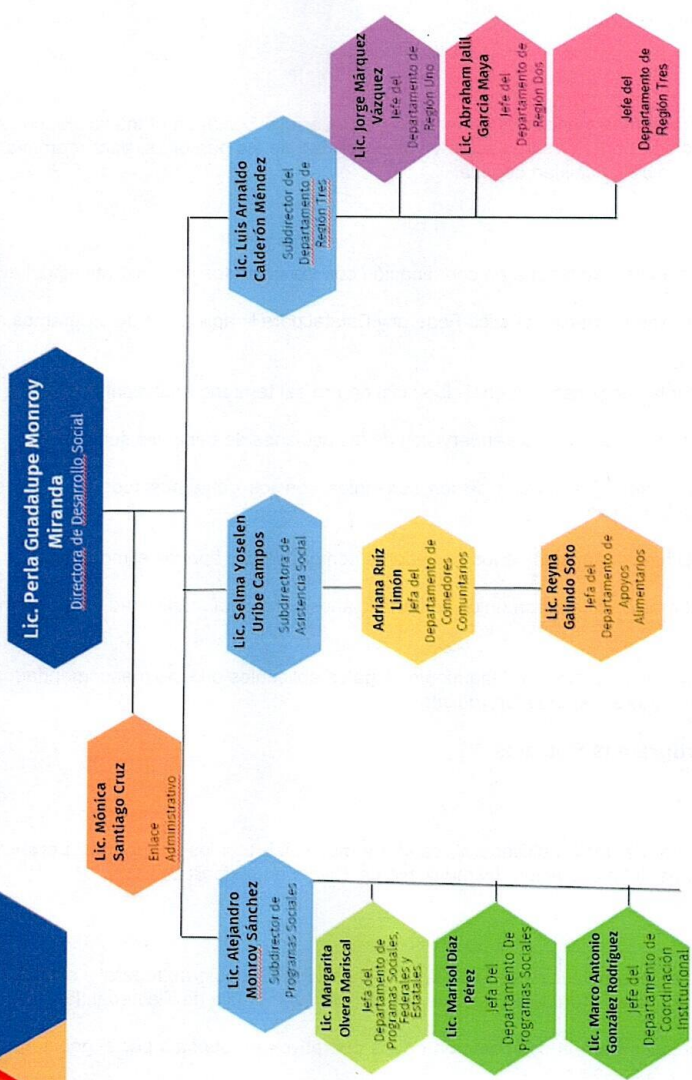 Lic. Perla Guadalupe Monroy
Miranda
Directora de Desarrollo Social
Lic. Mónica
Santiago Cruz
Enlace
Administrativo
Lic. Alejandro
Monroy Sánchez
Subdirector de
Programas Sociales
Lic. Margarita
Olvera Mariscal
Jefa del
Departamento de
Programas Sociales,
Federales y
Estatales
Lic. Marisol Díaz
Pérez
Jefa Del
Departamento De
Programas Sociales
Lic. Marco Antonio
González Rodríguez
Jefe del
Departamento de
Coordinación
Institucional
Lic. Selma Yoselen
Uribe Campos
Subdirectora de
Asistencia Social
Adriana Ruíz
Limón
Jefa del
Departamento de
Comedores
Comunitarios
Lic. Reyna
Galindo Soto
Jefa del
Departamento de
Apoyos
Alimentarios
Lic. Luis Arnaldo
Calderón Méndez
Subdirector del
Departamento de
Región Tres
Lic. Jorge Márquez
Vázquez
Jefe del
Departamento de
Región Uno
Lic. Abraham Jalil
García Maya
Jefe del
Departamento de
Región Dos
Jefe del
Departamento de
Región Tres